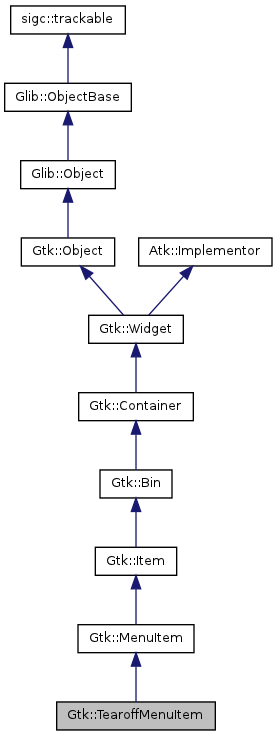 sigc::trackable
Glib::ObjectBase
Glib::Object
Gtk::Object
Atk::Implementor
Gtk::Widget
Gtk::Container
Gtk::Bin
Gtk::Item
Gtk::MenuItem
Gtk::TearoffMenuItem